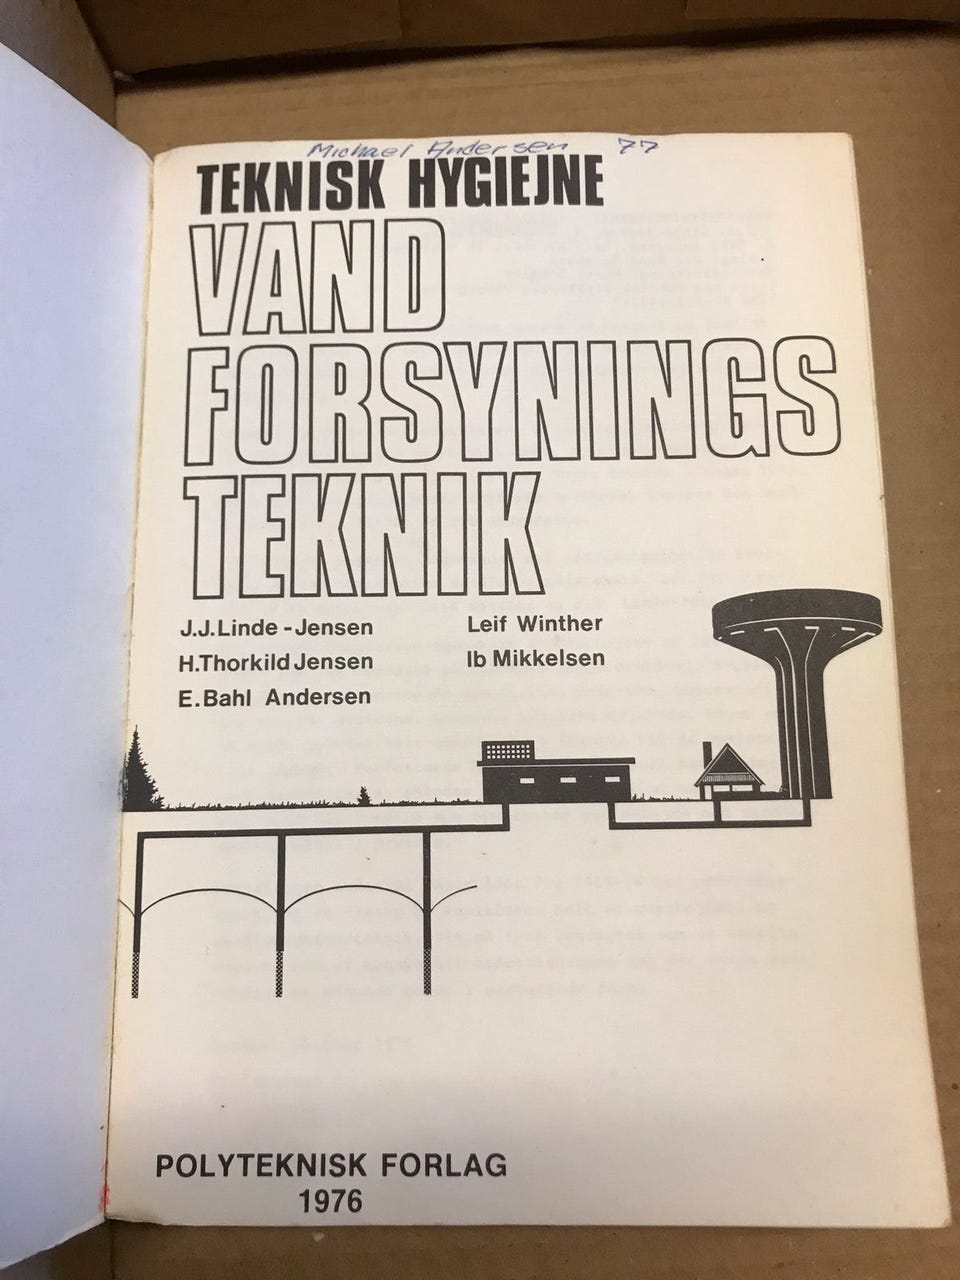 Michael Andersen 77
TEKNISK HYGIEJNE
VAND
FORSYNINGS
TEKNIK
J.J.Linde-Jensen
H.Thorkild Jensen
E.Bahl Andersen
Leif Winther
Ib Mikkelsen
POLYTEKNISK FORLAG
1976